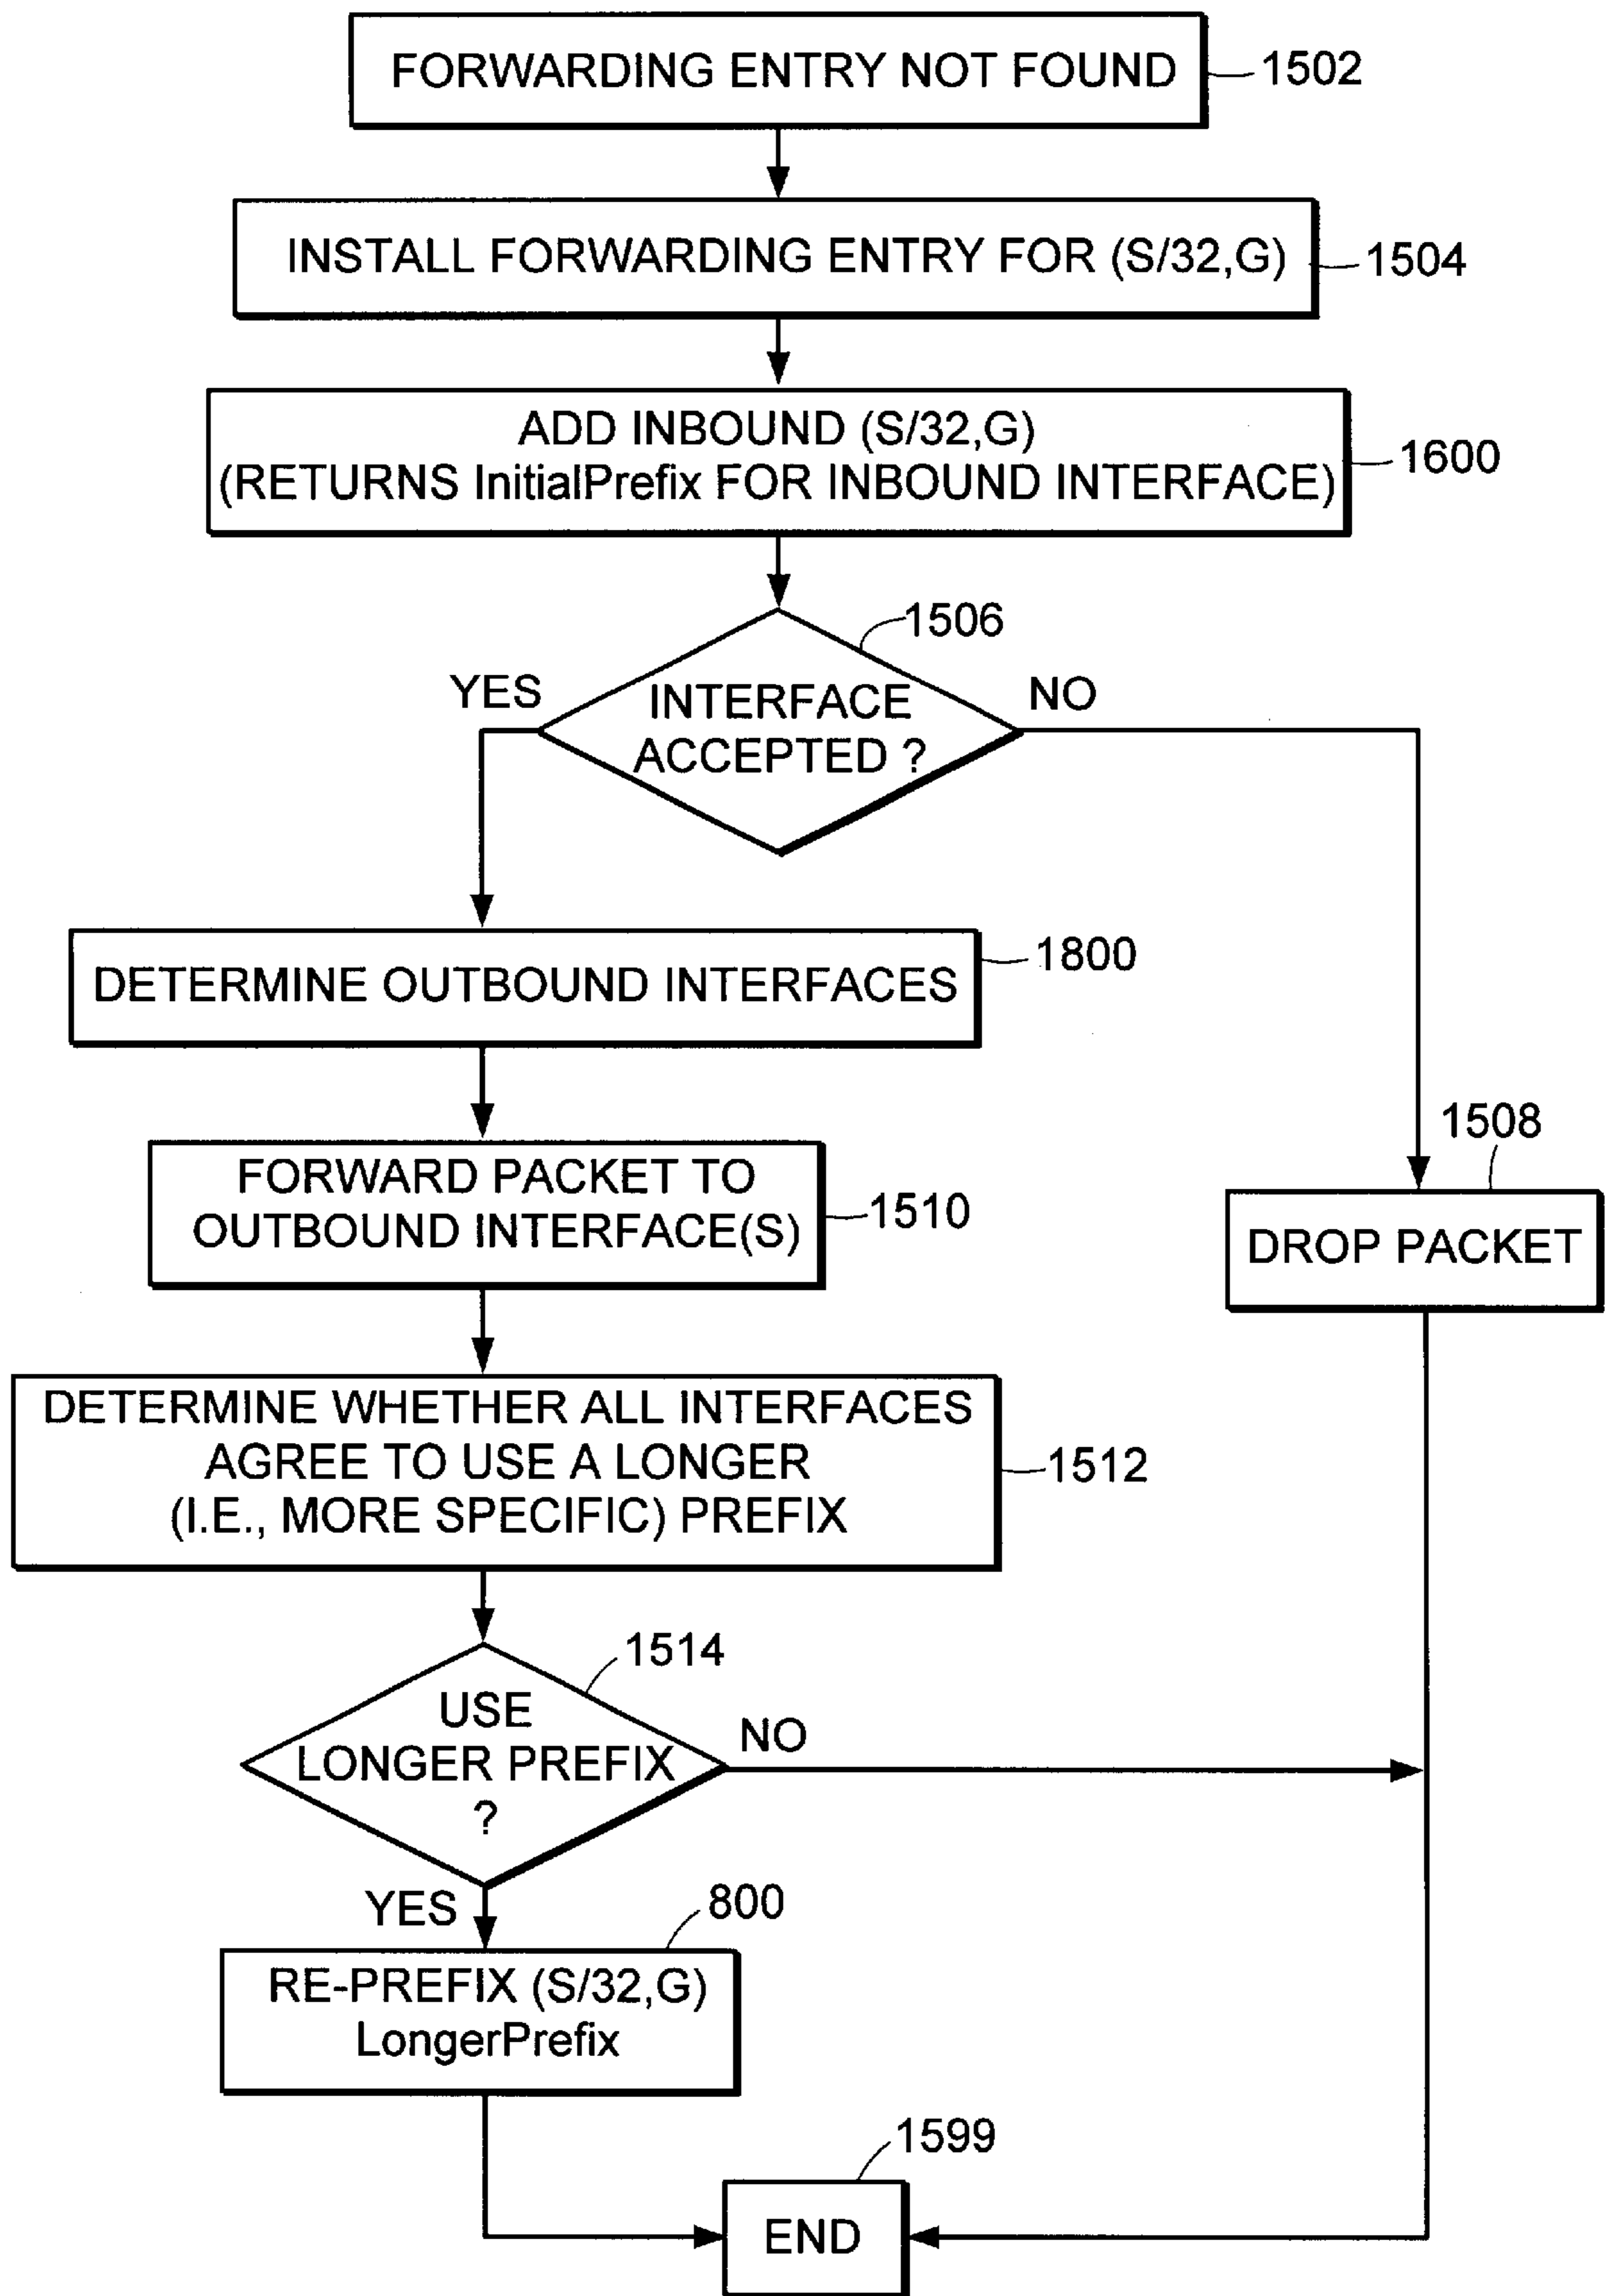 FORWARDING ENTRY NOT FOUND
1502
INSTALL FORWARDING ENTRY FOR (S/32,G)
1504
ADD INBOUND (S/32,G)
(RETURNS InitialPrefix FOR INBOUND INTERFACE)
1600
1506
YES
INTERFACE
ACCEPTED ?
NO
DETERMINE OUTBOUND INTERFACES
1800
FORWARD PACKET TO
OUTBOUND INTERFACE(S)
1510
1508
DROP PACKET
DETERMINE WHETHER ALL INTERFACES
AGREE TO USE A LONGER
(I.E., MORE SPECIFIC) PREFIX
1512
1514
USE
LONGER PREFIX
?
NO
YES
800
RE-PREFIX (S/32,G)
LongerPrefix
1599
END